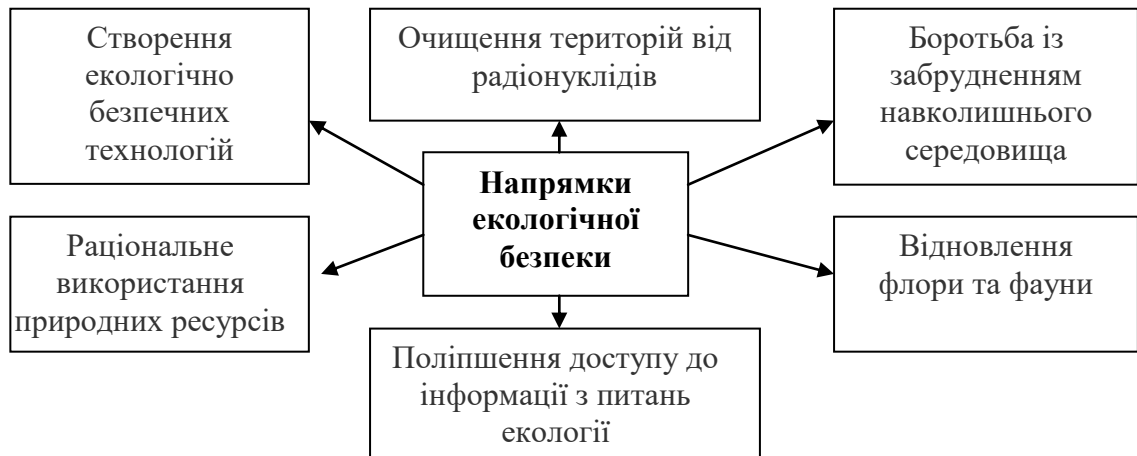 Створення
екологічно
безпечних
технологій
Очищення територій від
радіонуклідів
Боротьба із
забрудненням
навколишнього
середовища
Напрямки
екологічної
безпеки
Раціональне
використання
природних ресурсів
Відновлення
флори та фауни
Поліпшення доступу до
інформації з питань
екології